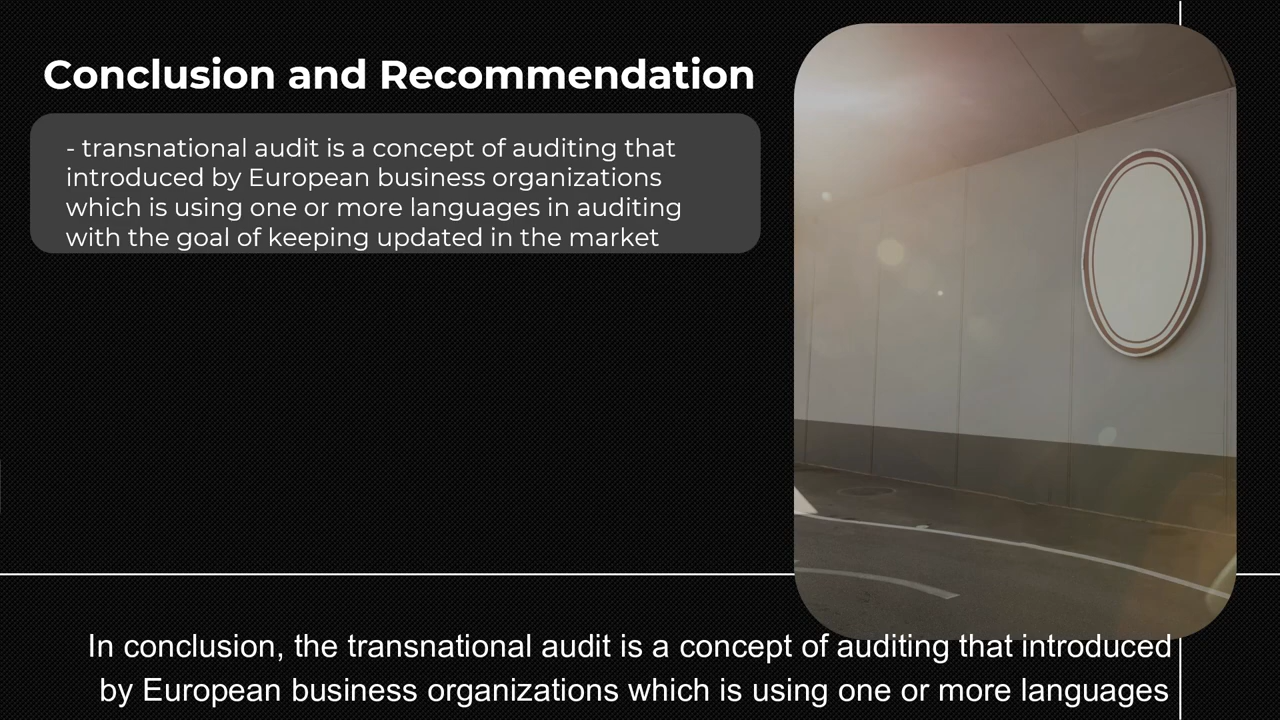 Conclusion and Recommendation
- transnational audit is a concept of auditing that
introduced by European business organizations
which is using one or more languages in auditing
with the goal of keeping updated in the market
In conclusion, the transnational audit is a concept of auditing that introduced
by European business organizations which is using one or more languages